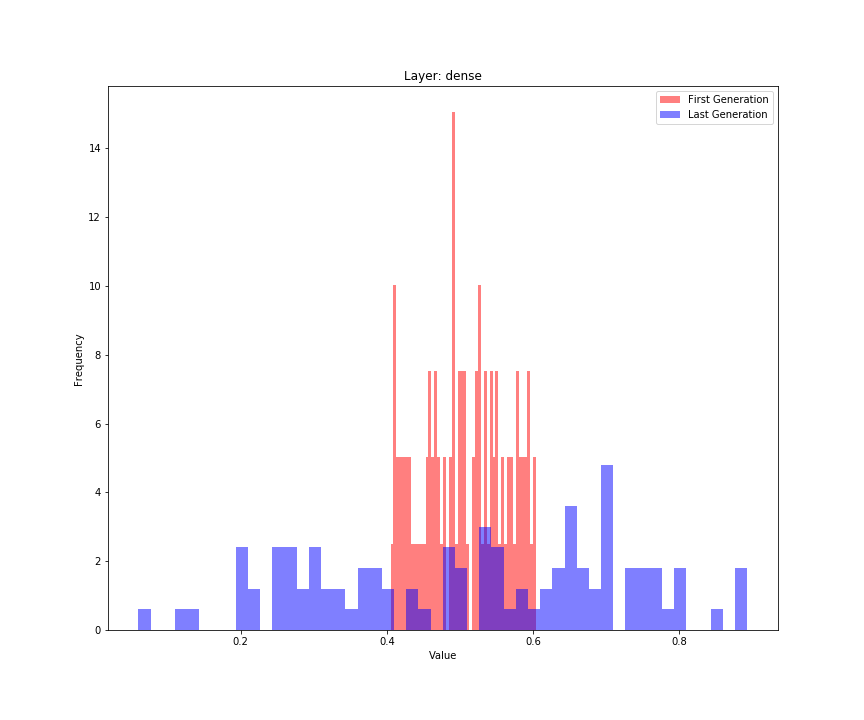 Layer: dense
First Generation
Last Generation
Frequency
14
12
10
8
6
4
2
0
0.2
0.4
0.6
0.8
Value